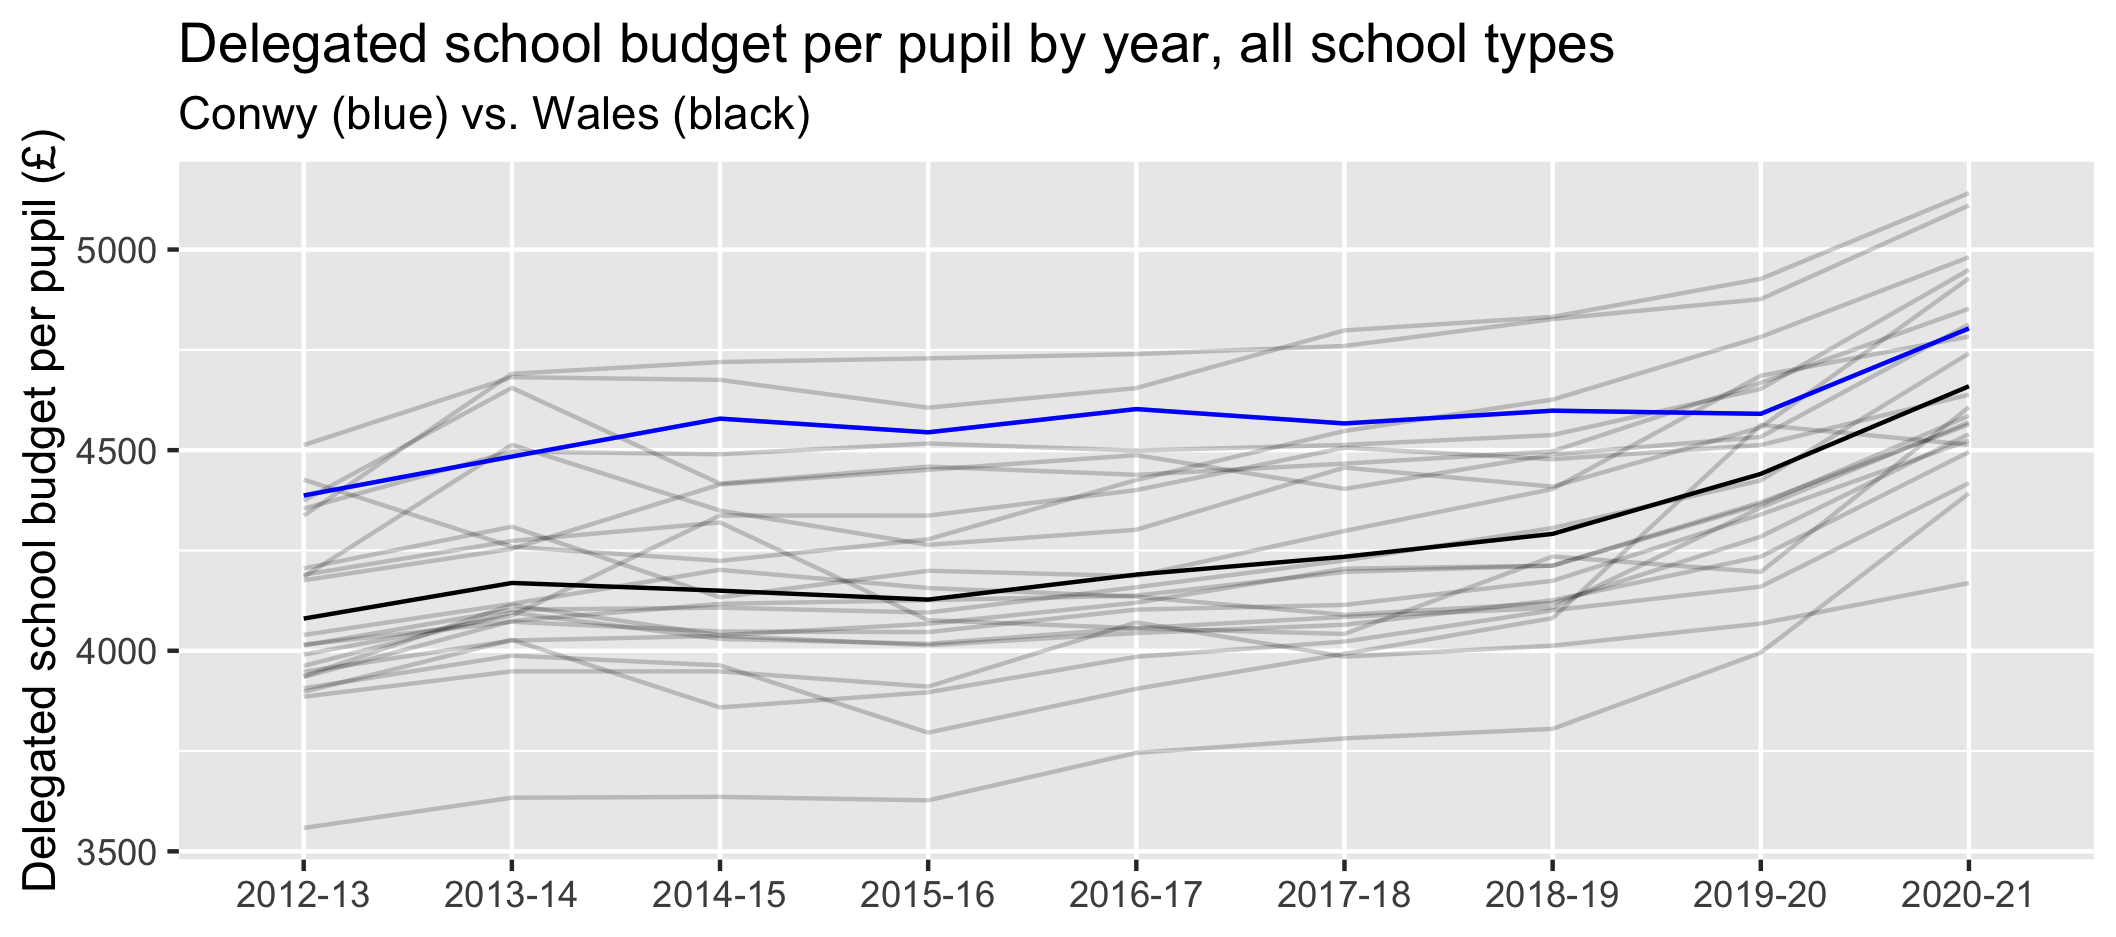 Delegated school budget per pupil by year, all school types
Conwy (blue) vs. Wales (black)
Delegated school budget per pupil (£)
5000
4500
4000
3500
2012-13 2013-14 2014-15 2015-16 2016-17 2017-18 2018-19 2019-20 2020-21